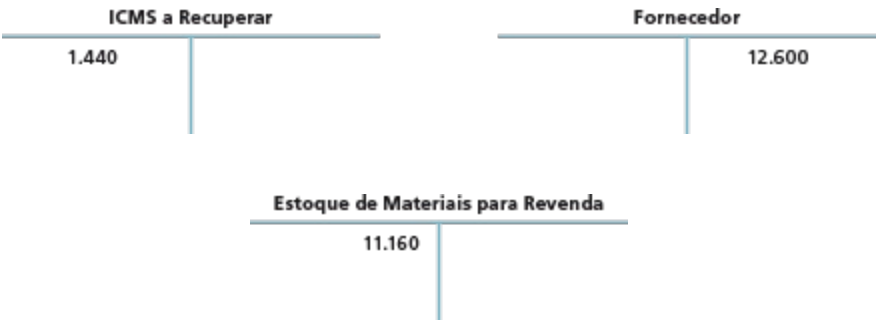 ICMS a Recuperar
Fornecedor
1.440
12.600
Estoque de Materiais para Revenda
11.160